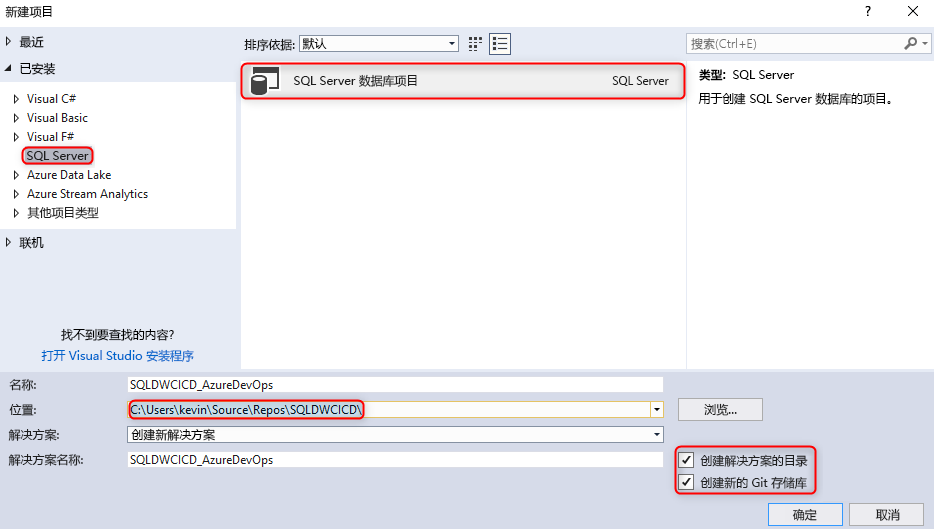 新建项目
?
最近
已安装
Visual C#
Visual Basic
Visual F#
SQL Server
Azure Data Lake
Azure Stream Analytics
其他项目类型
联机
找不到要查找的内容?
打开 Visual Studio 安装程序
排序依据: 默认
SQL Server 数据库项目 SQL Server
搜索(Ctrl+E)
类型: SQL Server
用于创建 SQL Server 数据库的项目。
名称: SQLDWCICD_AzureDevOps
位置: C:\Users\kevin\Source\Repos\SQLDWCICD\ 浏览...
解决方案: 创建新解决方案
解决方案名称: SQLDWCICD_AzureDevOps
创建解决方案的目录
创建新的 Git 存储库
确定 取消